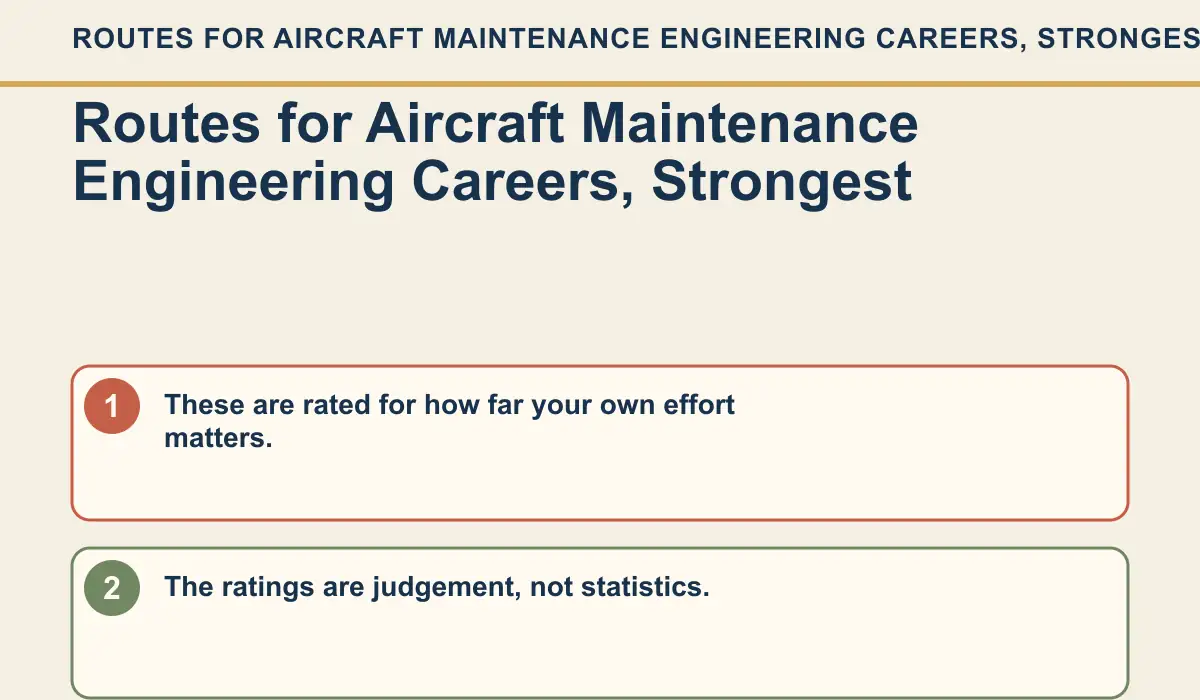 ROUTES FOR AIRCRAFT MAINTENANCE ENGINEERING CAREERS, STRONGES
Routes for Aircraft Maintenance
Engineering Careers, Strongest
1
These are rated for how far your own effort
matters.
2
The ratings are judgement, not statistics.